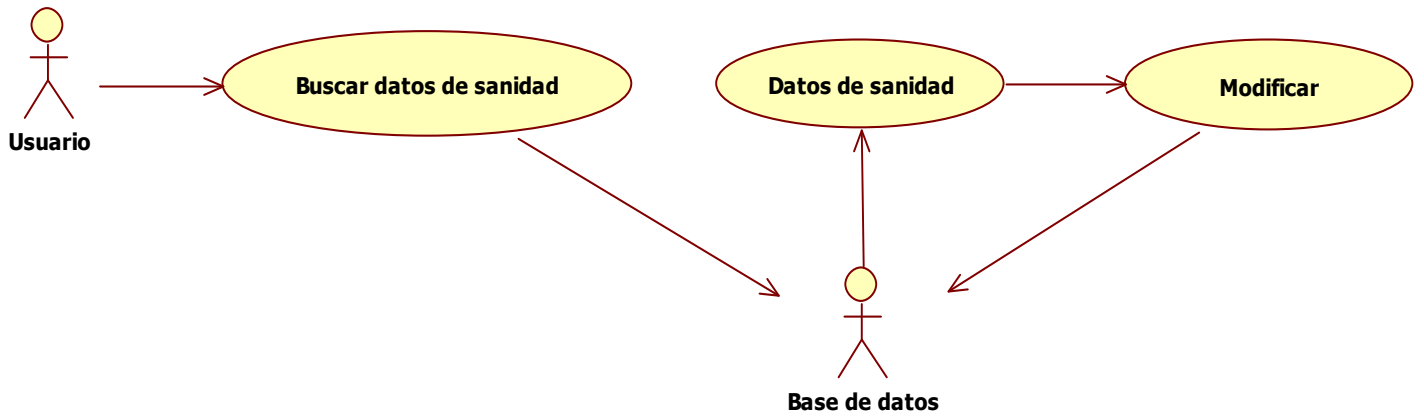 Buscar datos de sanidad
Datos de sanidad
Modificar
Usuario
Base de datos